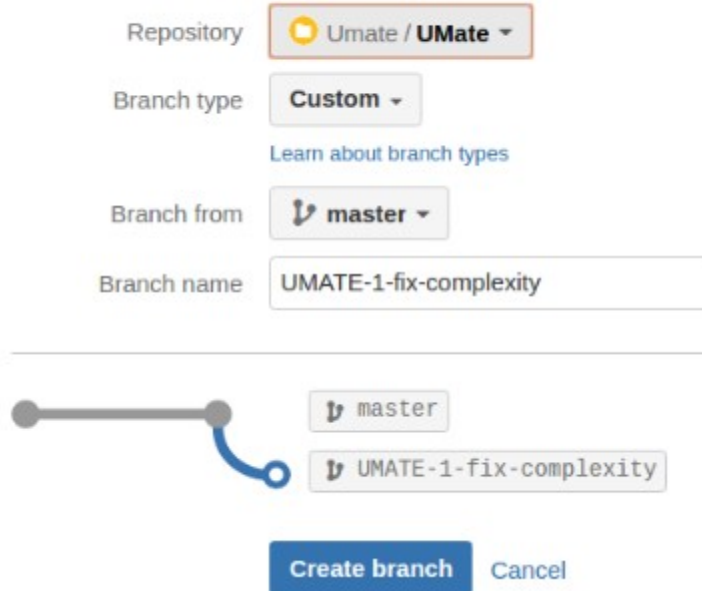 Repository Umate / UMate
Branch type Custom
Learn about branch types
Branch from master
Branch name UMATE-1-fix-complexity
master
UMATE-1-fix-complexity
Create branch Cancel